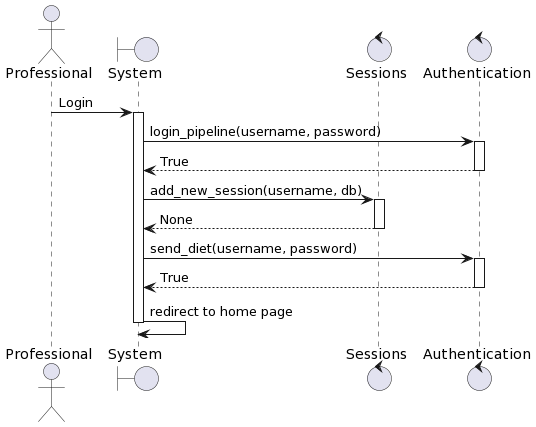 Professional
System
Sessions
Authentication
Login
login_pipeline(username, password)
True
add_new_session(username, db)
None
send_diet(username, password)
True
redirect to home page
Professional
System
Sessions
Authentication